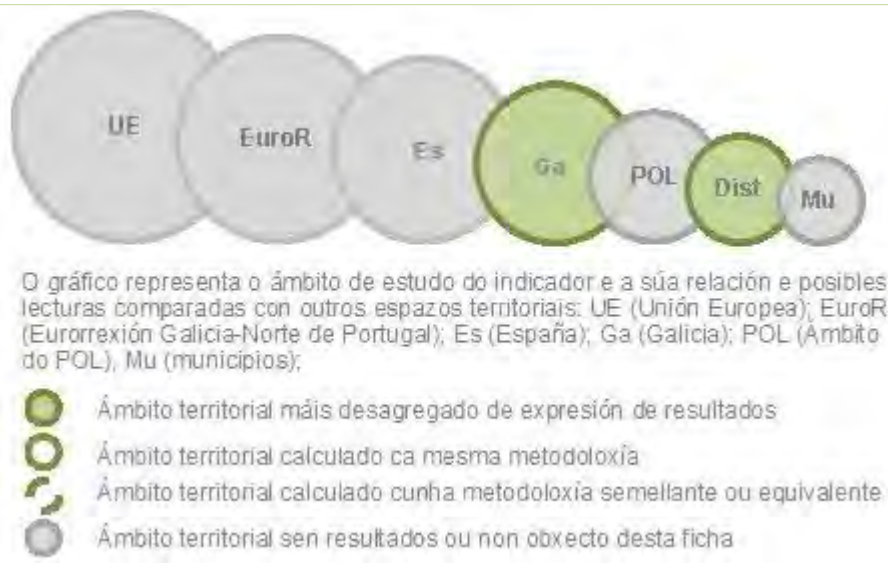 UE
EuroR
Es
Ga
POL
Dist
Mu
O gráfico representa o ámbito de estudo do indicador e a súa relación e posibles
lecturas comparadas con outros espazos territoriais: UE (Unión Europea); EuroR
(Eurorrexión Galicia-Norte de Portugal); Es (España); Ga (Galicia); POL (Ámbito
do POL), Mu (municipios);
Ámbito territorial máis desagregado de expresión de resultados
Ámbito territorial calculado ca mesma metodoloxía
Ámbito territorial calculado cunha metodoloxía semellante ou equivalente
Ámbito territorial sen resultados ou non obxecto desta ficha